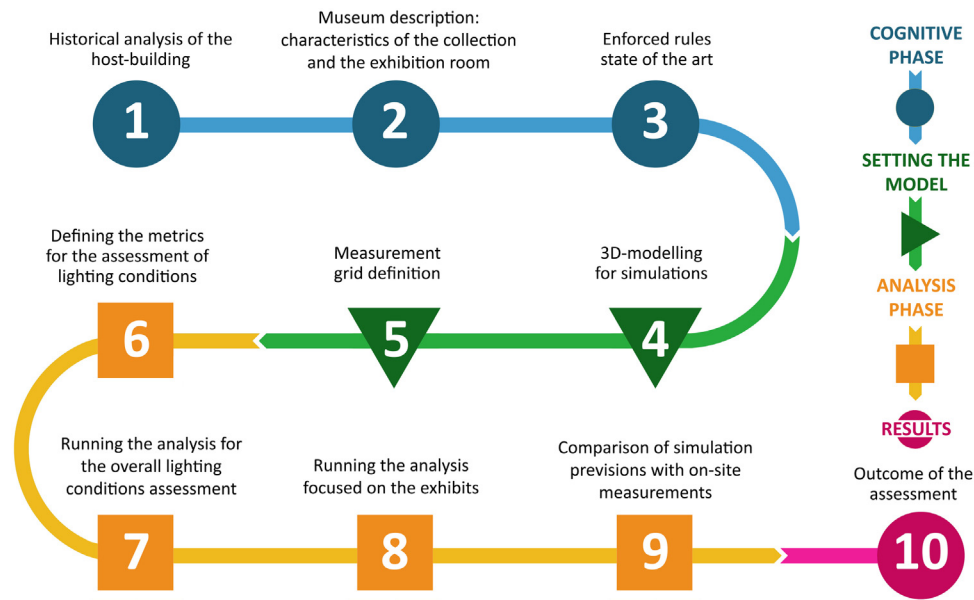 Historical analysis of the
host-building
1
Museum description:
characteristics of the collection
and the exhibition room
2
Enforced rules
state of the art
3
3D-modelling
for simulations
4
Measurement
grid definition
5
Defining the metrics
for the assessment of
lighting conditions
6
Running the analysis for
the overall lighting
conditions assessment
7
Running the analysis
focused on the exhibits
8
Comparison of simulation
previsions with on-site
measurements
9
Outcome of the
assessment
10
COGNITIVE
PHASE
SETTING THE
MODEL
ANALYSIS
PHASE
RESULTS